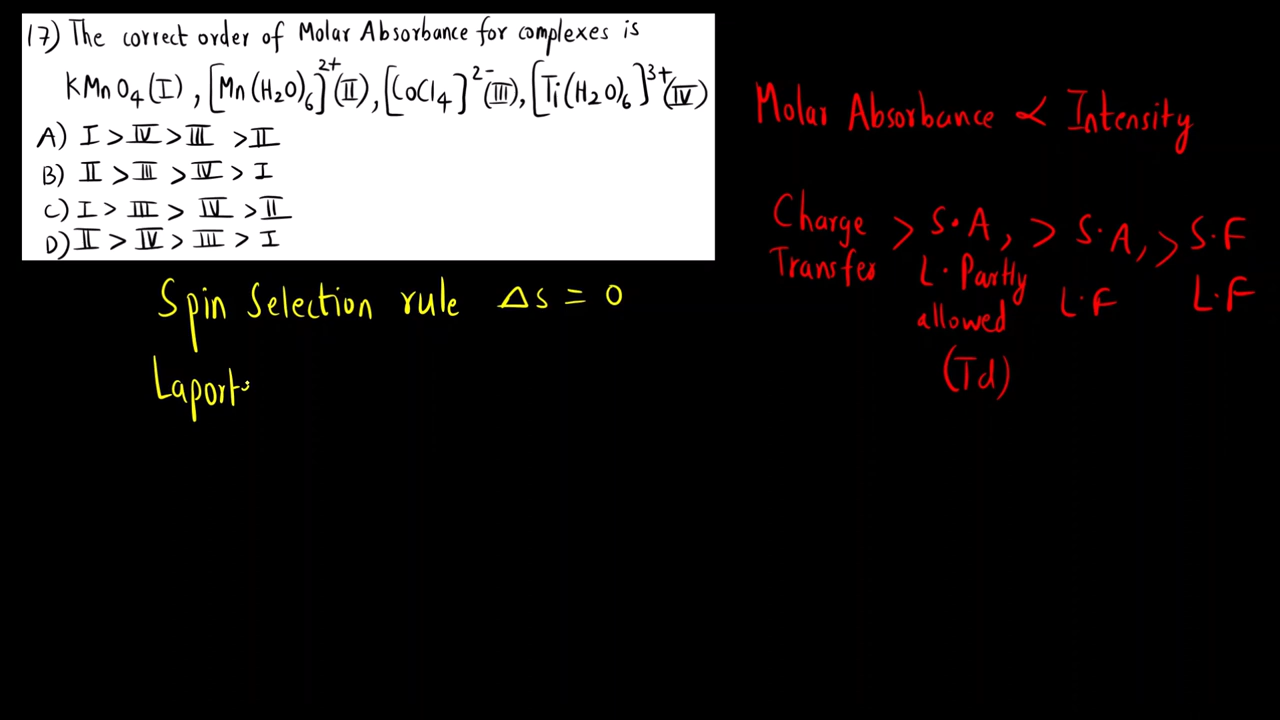 17) The correct order of Molar Absorbance for complexes is
KMnO4 (I), [Mn(H2O)6]2+ (II), [CoCl4]2- (III), [Ti(H2O)6]3+ (IV)
A) I > IV > III > II
B) II > III > IV > I
C) I > III > IV > II
D) II > IV > III > I
Molar Absorbance ∝ Intensity
Charge Transfer > S.A, L. Partly allowed (Td) > S.A, L.F > S.F L.F
Spin Selection rule Δs = 0
Laport